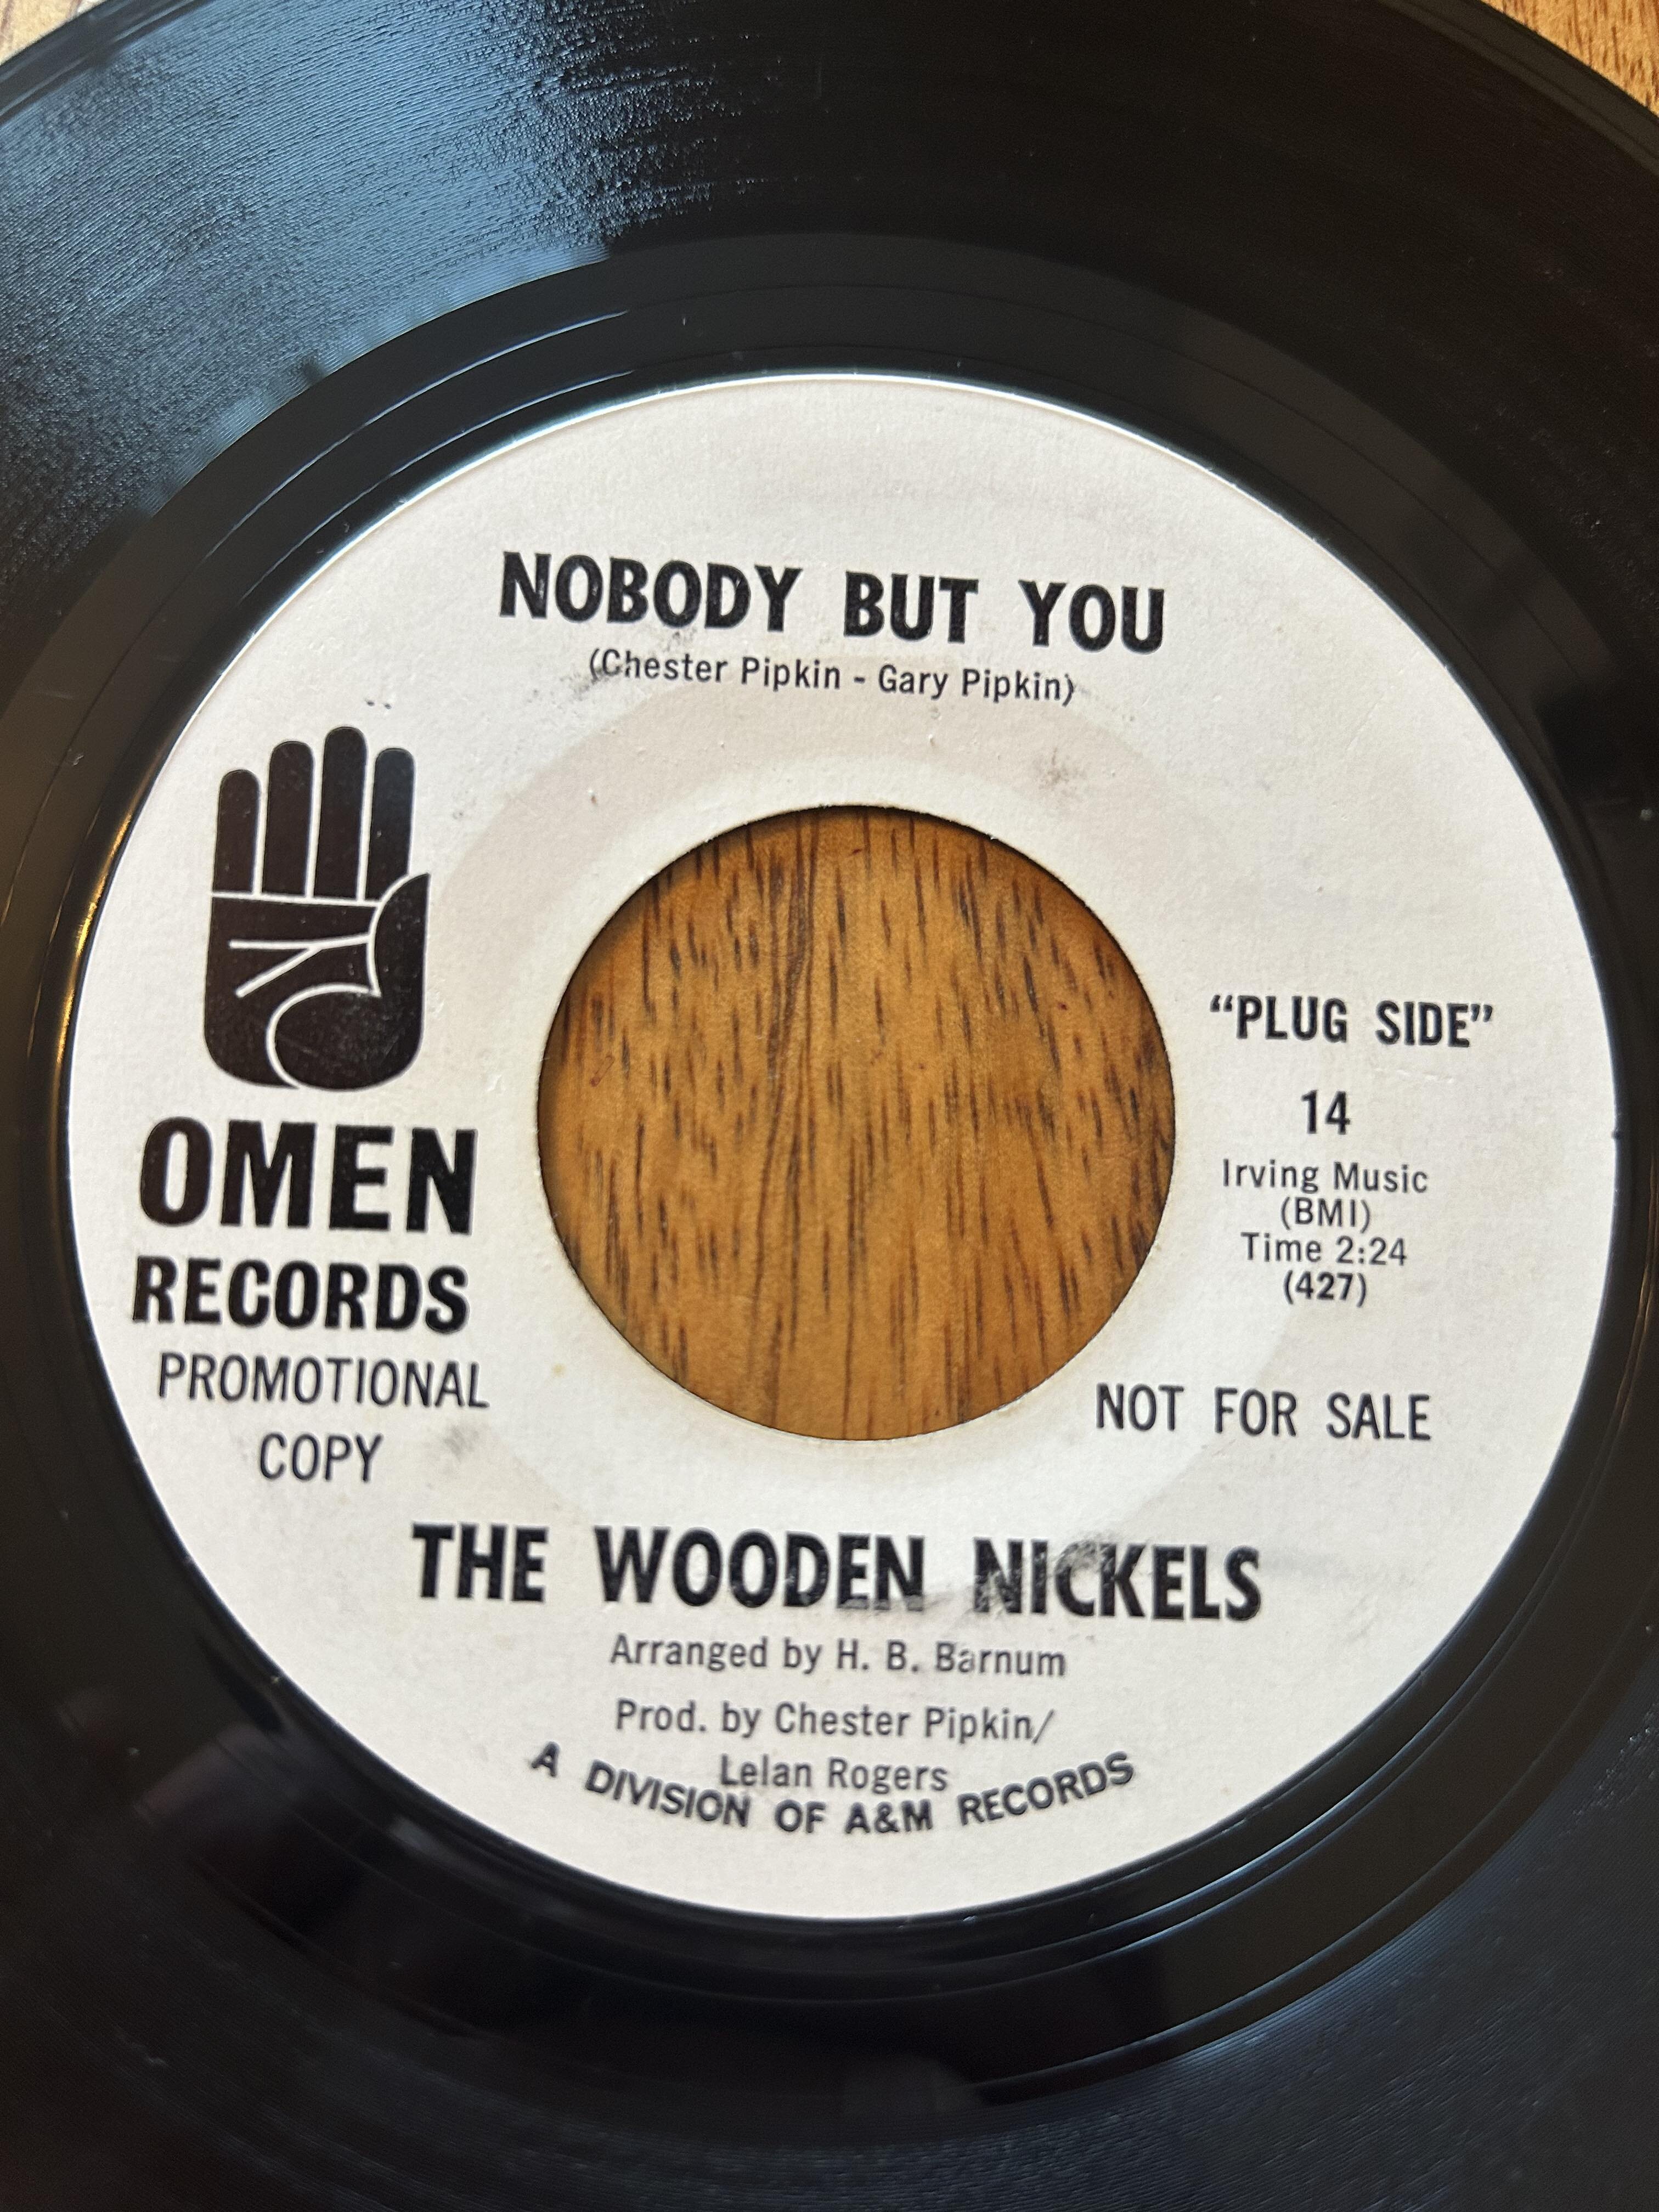 NOBODY BUT YOU
(Chester Pipkin - Gary Pipkin)
OMEN
RECORDS
PROMOTIONAL
COPY
"PLUG SIDE"
14
Irving Music
(BMI)
Time 2:24
(427)
NOT FOR SALE
THE WOODEN NICKELS
Arranged by H. B. Barnum
Prod. by Chester Pipkin/
Lelan Rogers
A DIVISION OF A&M RECORDS